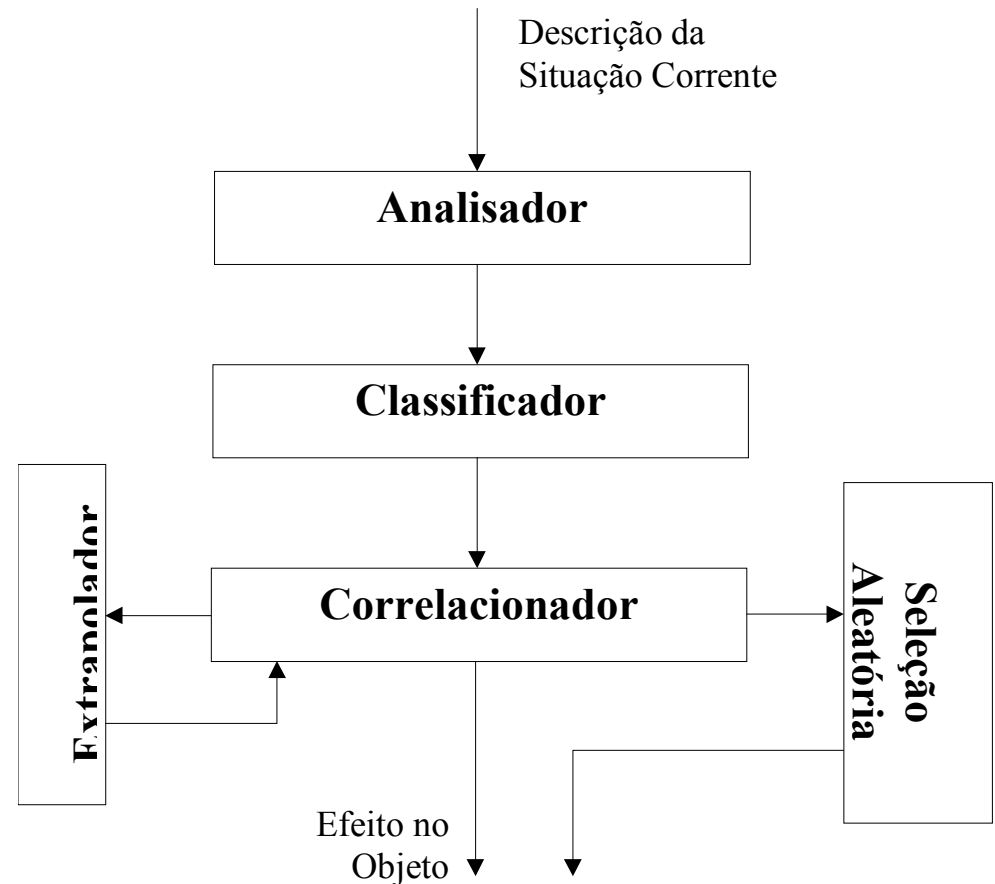 Descrição da
Situação Corrente
Analisador
Classificador
Extrapolador
Correlacionador
Seleção
Aleatória
Efeito no
Objeto